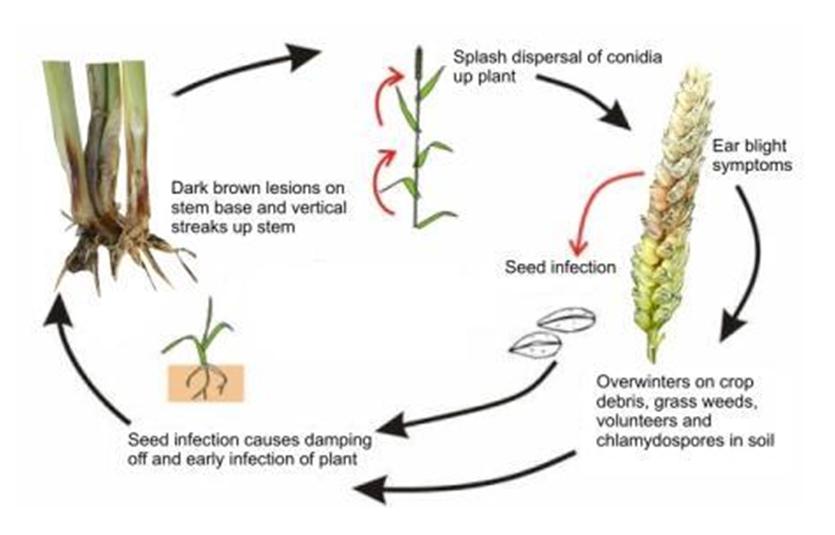 Splash dispersal of conidia
up plant
Ear blight
symptoms
Dark brown lesions on
stem base and vertical
streaks up stem
Seed infection
Overwinters on crop
debris, grass weeds,
volunteers and
chlamydospores in soil
Seed infection causes damping
off and early infection of plant